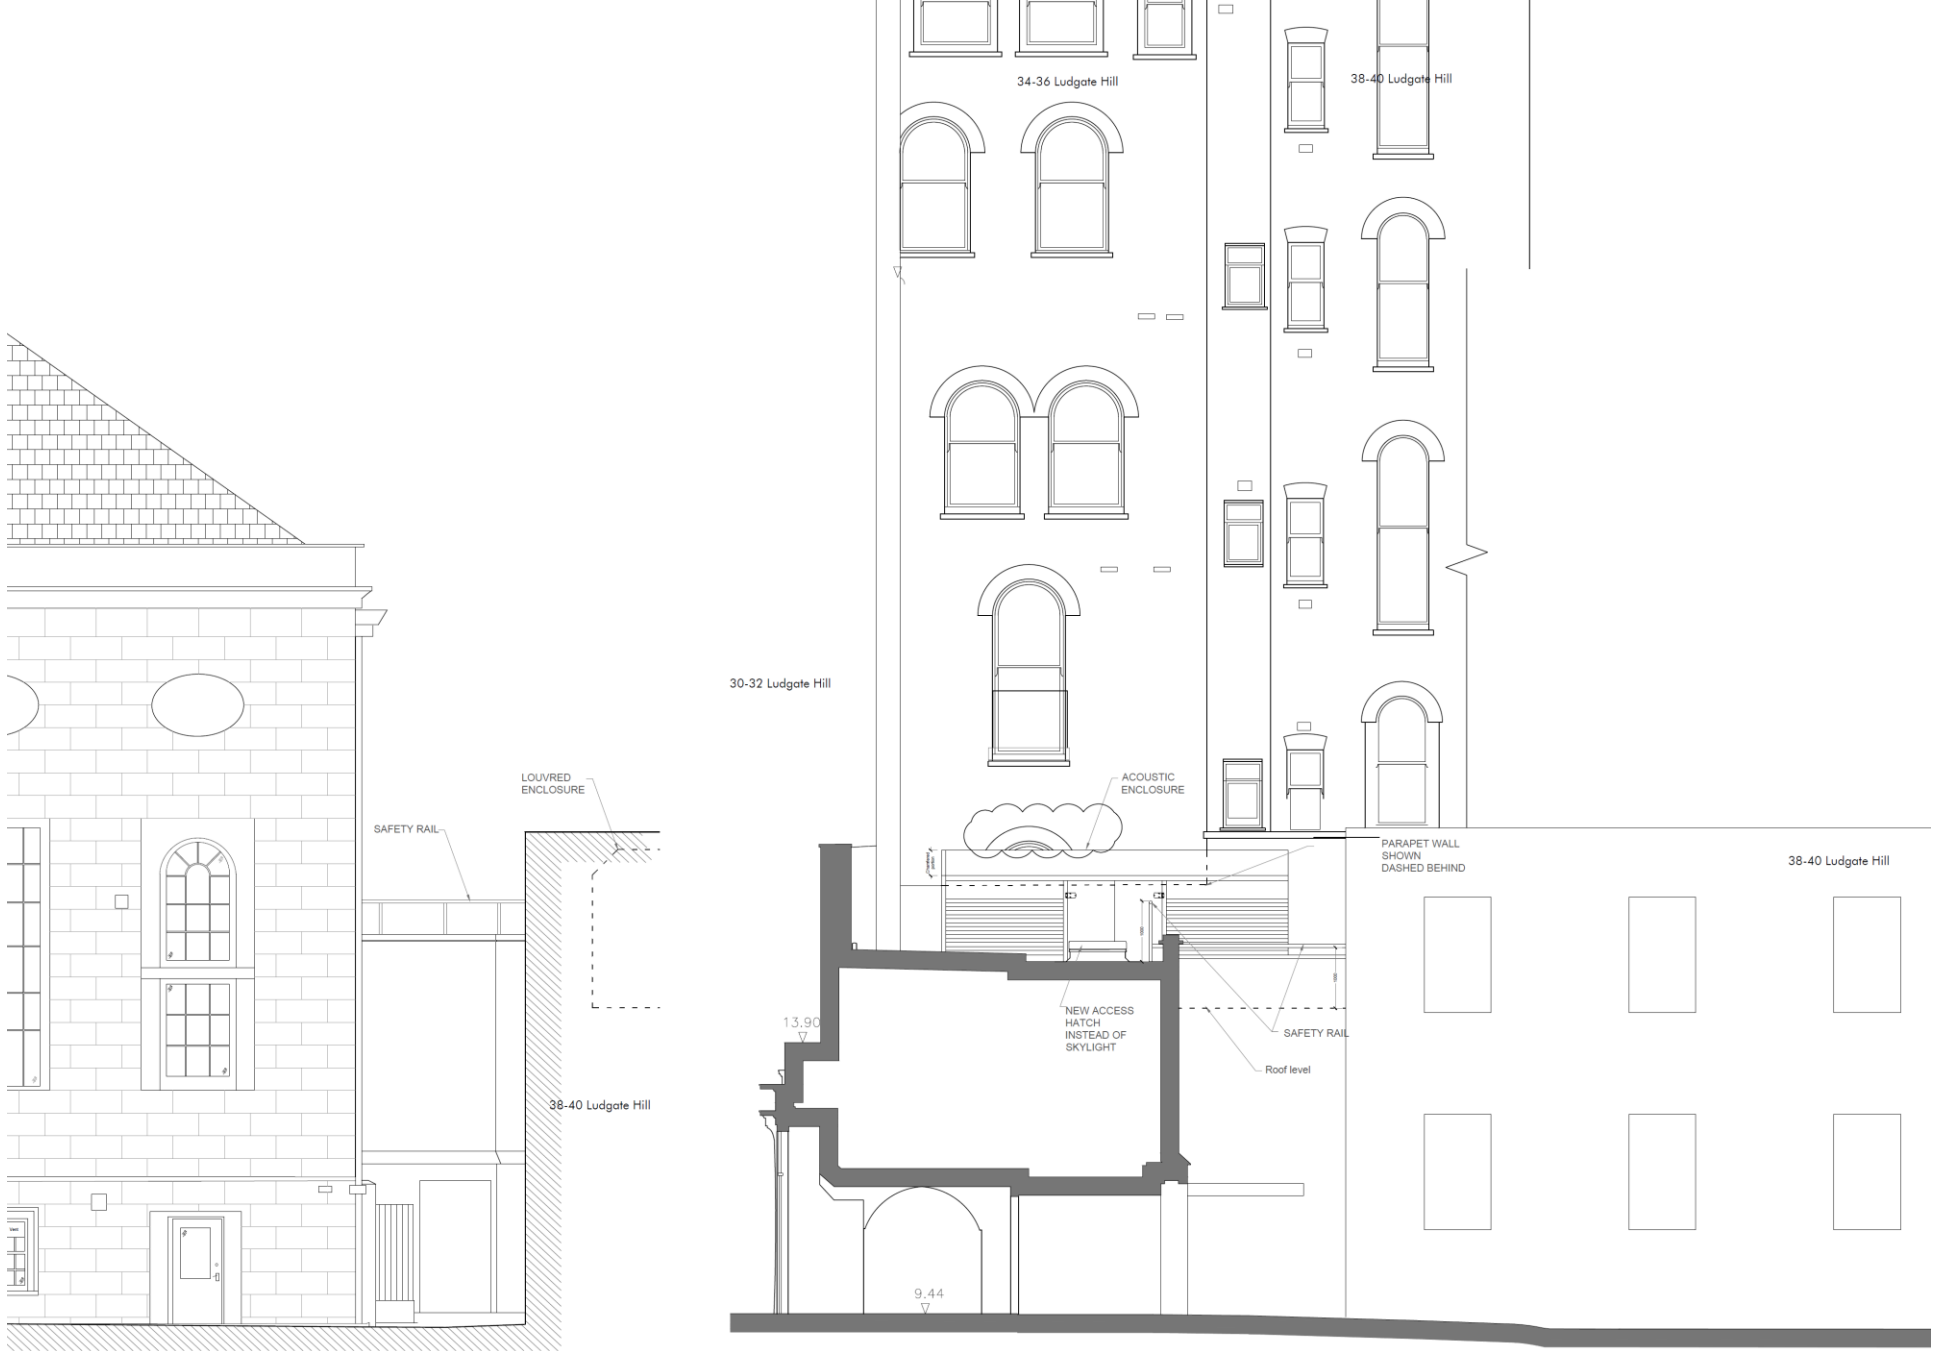 34-36 Ludgate Hill
38-40 Ludgate Hill
30-32 Ludgate Hill
LOUVRED
ENCLOSURE
ACOUSTIC
ENCLOSURE
SAFETY RAIL
PARAPET WALL
SHOWN
DASHED BEHIND
38-40 Ludgate Hill
NEW ACCESS
HATCH
INSTEAD OF
SKYLIGHT
13.90
SAFETY RAIL
Roof level
38-40 Ludgate Hill
9.44